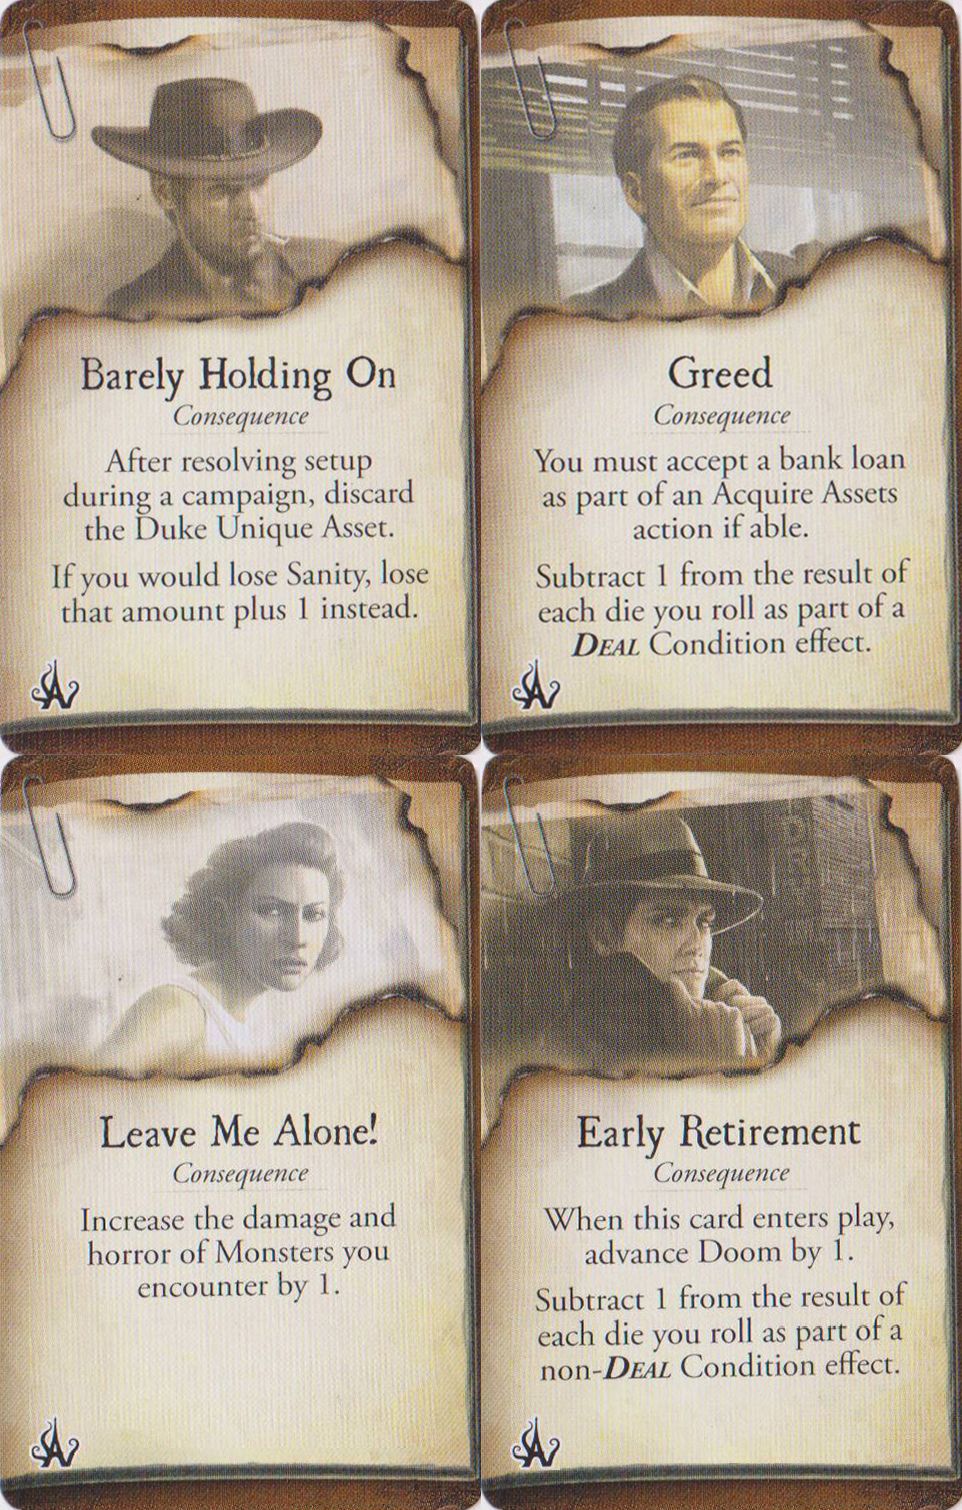 Barely Holding On
Consequence
After resolving setup
during a campaign, discard
the Duke Unique Asset.
If you would lose Sanity, lose
that amount plus 1 instead.
Greed
Consequence
You must accept a bank loan
as part of an Acquire Assets
action if able.
Subtract 1 from the result of
each die you roll as part of a
DEAL Condition effect.
Leave Me Alone!
Consequence
Increase the damage and
horror of Monsters you
encounter by 1.
Early Retirement
Consequence
When this card enters play,
advance Doom by 1.
Subtract 1 from the result of
each die you roll as part of a
non-DEAL Condition effect.